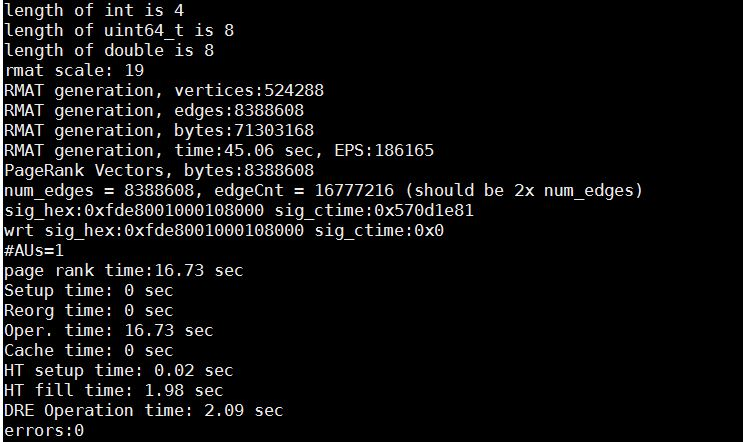 length of int is 4
length of uint64_t is 8
length of double is 8
rmat scale: 19
RMAT generation, vertices:524288
RMAT generation, edges:8388608
RMAT generation, bytes:71303168
RMAT generation, time:45.06 sec, EPS:186165
PageRank Vectors, bytes:8388608
num_edges = 8388608, edgeCnt = 16777216 (should be 2x num_edges)
sig_hex:0xfde8001000108000 sig_ctime:0x570d1e81
wrt sig_hex:0xfde8001000108000 sig_ctime:0x0
#AUs=1
page rank time:16.73 sec
Setup time: 0 sec
Reorg time: 0 sec
Oper. time: 16.73 sec
Cache time: 0 sec
HT setup time: 0.02 sec
HT fill time: 1.98 sec
DRE Operation time: 2.09 sec
errors:0